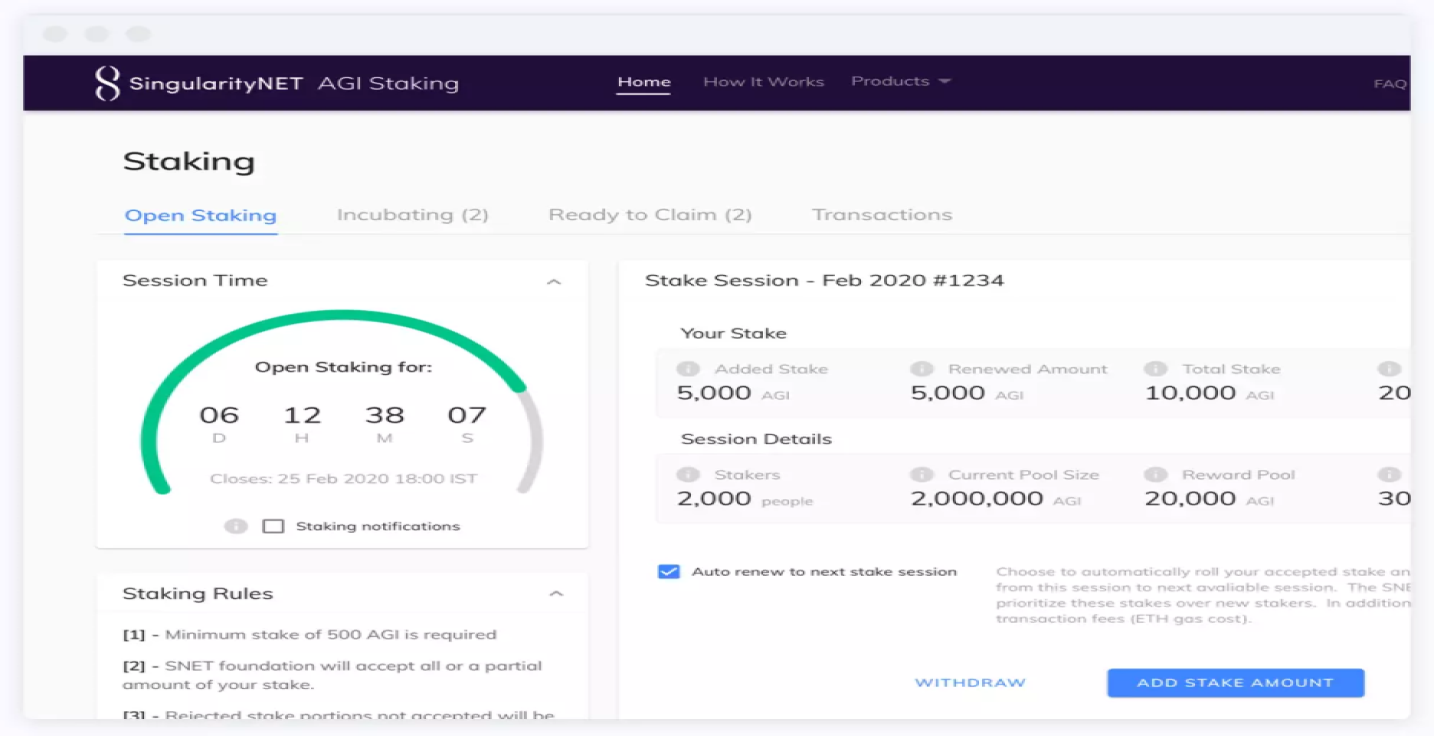 SingularityNET AGI Staking Home How It Works Products FAQ
Staking
Open Staking Incubating (2) Ready to Claim (2) Transactions
Session Time
Open Staking for:
06 12 38 07
D H M S
Closes: 25 Feb 2020 18:00 IST
Staking notifications
Staking Rules
[1] - Minimum stake of 500 AGI is required
[2] - SNET foundation will accept all or a partial
amount of your stake.
[3] - Rejected stake portions not accepted will be
Stake Session - Feb 2020 #1234
Your Stake
Added Stake Renewed Amount Total Stake
5,000 AGI 5,000 AGI 10,000 AGI 20
Session Details
Stakers Current Pool Size Reward Pool
2,000 people 2,000,000 AGI 20,000 AGI 30
Auto renew to next stake session
Choose to automatically roll your accepted stake an
from this session to next avaliable session. The SNE
prioritize these stakes over new stakers. In addition
transaction fees (ETH gas cost).
WITHDRAW ADD STAKE AMOUNT